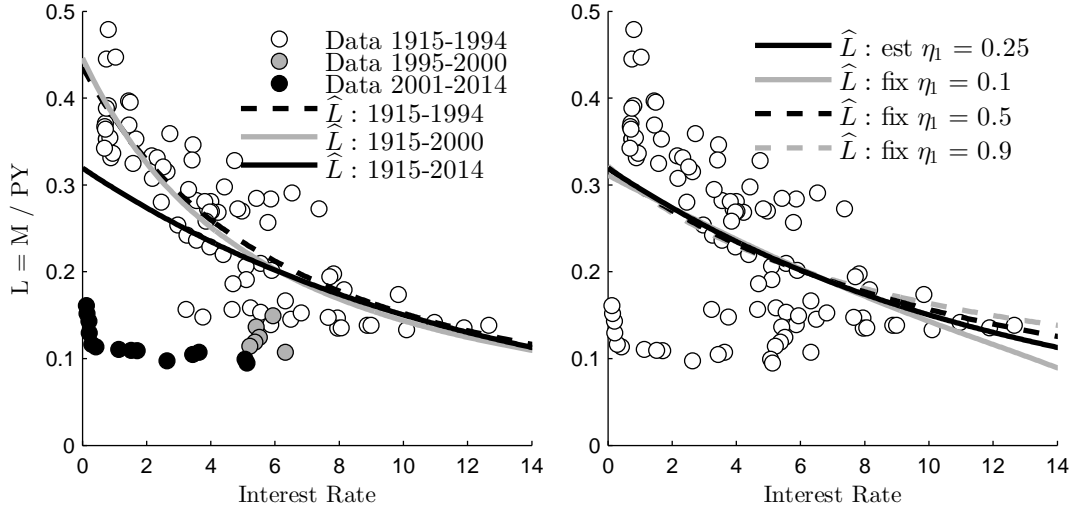 0.5
0.4
0.3
0.2
0.1
0
L = M / PY
0 2 4 6 8 10 12 14
Interest Rate
Data 1915-1994
Data 1995-2000
Data 2001-2014
L̂ : 1915-1994
L̂ : 1915-2000
L̂ : 1915-2014
0.5
0.4
0.3
0.2
0.1
0
0 2 4 6 8 10 12 14
Interest Rate
L̂ : est η₁ = 0.25
L̂ : fix η₁ = 0.1
L̂ : fix η₁ = 0.5
L̂ : fix η₁ = 0.9